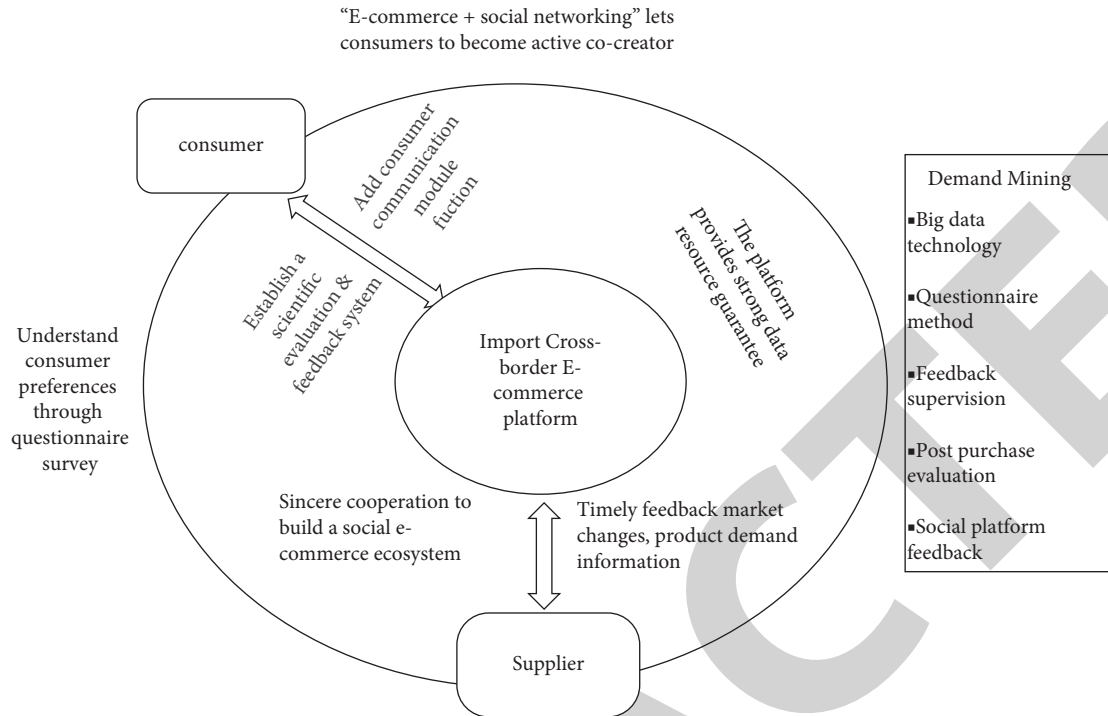 “E-commerce + social networking” lets
consumers to become active co-creator
consumer
Add consumer
communication
module
fuction
Establish a
scientific
evaluation &
feedback system
The platform
provides strong data
resource guarantee
Import Cross-
border E-
commerce
platform
Understand
consumer
preferences
through
questionnaire
survey
Sincere cooperation to
build a social e-
commerce ecosystem
Timely feedback market
changes, product demand
information
Supplier
Demand Mining
▪Big data
technology
▪Questionnaire
method
▪Feedback
supervision
▪Post purchase
evaluation
▪Social platform
feedback
CTE